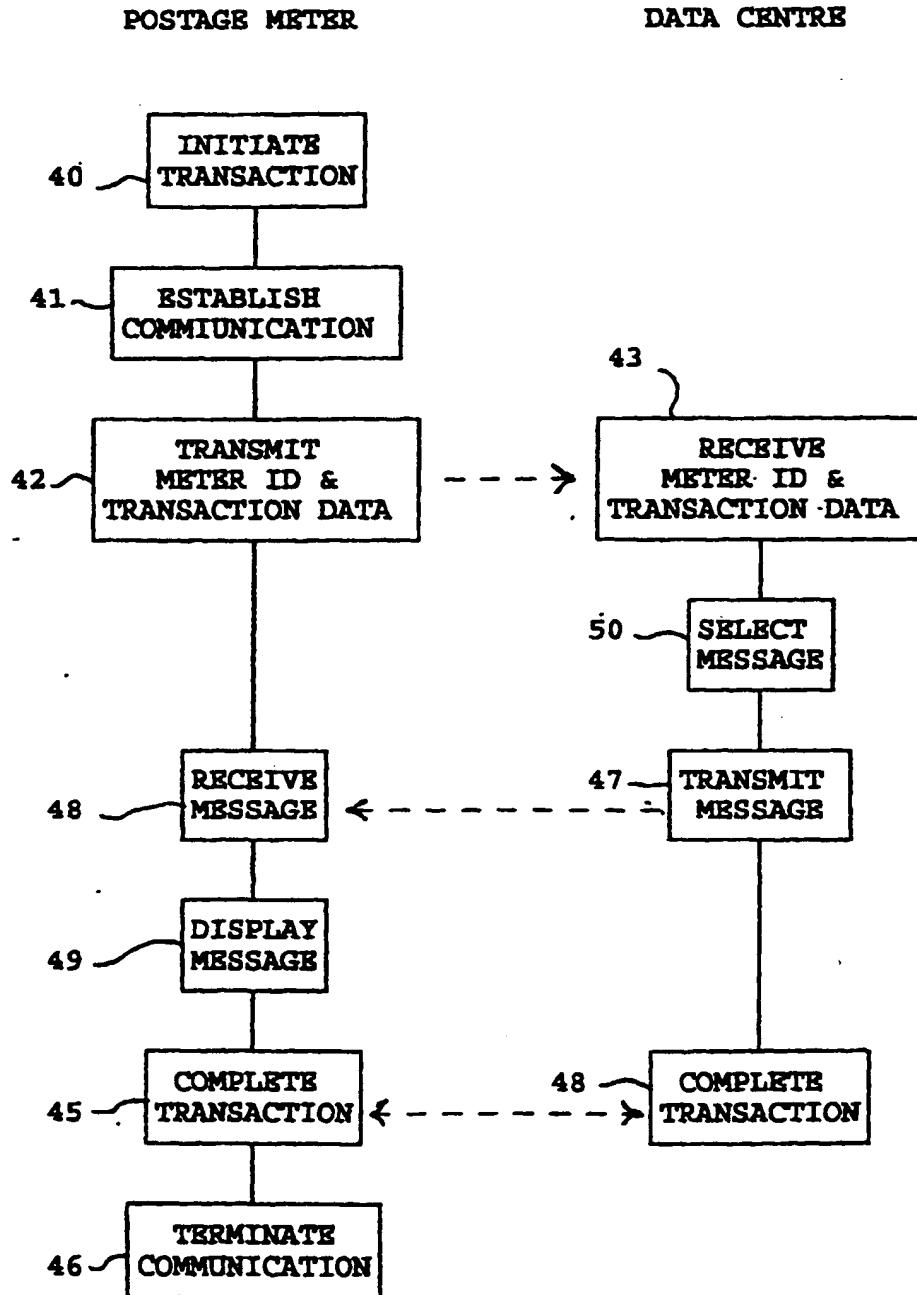 POSTAGE METER
DATA CENTRE
INITIATE
TRANSACTION
40
41
ESTABLISH
COMMIUNICATION
43
42
TRANSMIT
METER ID &
TRANSACTION DATA
RECEIVE
METER ID &
TRANSACTION DATA
50
SELECT
MESSAGE
48
RECEIVE
MESSAGE
47
TRANSMIT
MESSAGE
49
DISPLAY
MESSAGE
45
COMPLETE
TRANSACTION
48
COMPLETE
TRANSACTION
46
TERMINATE
COMMUNICATION